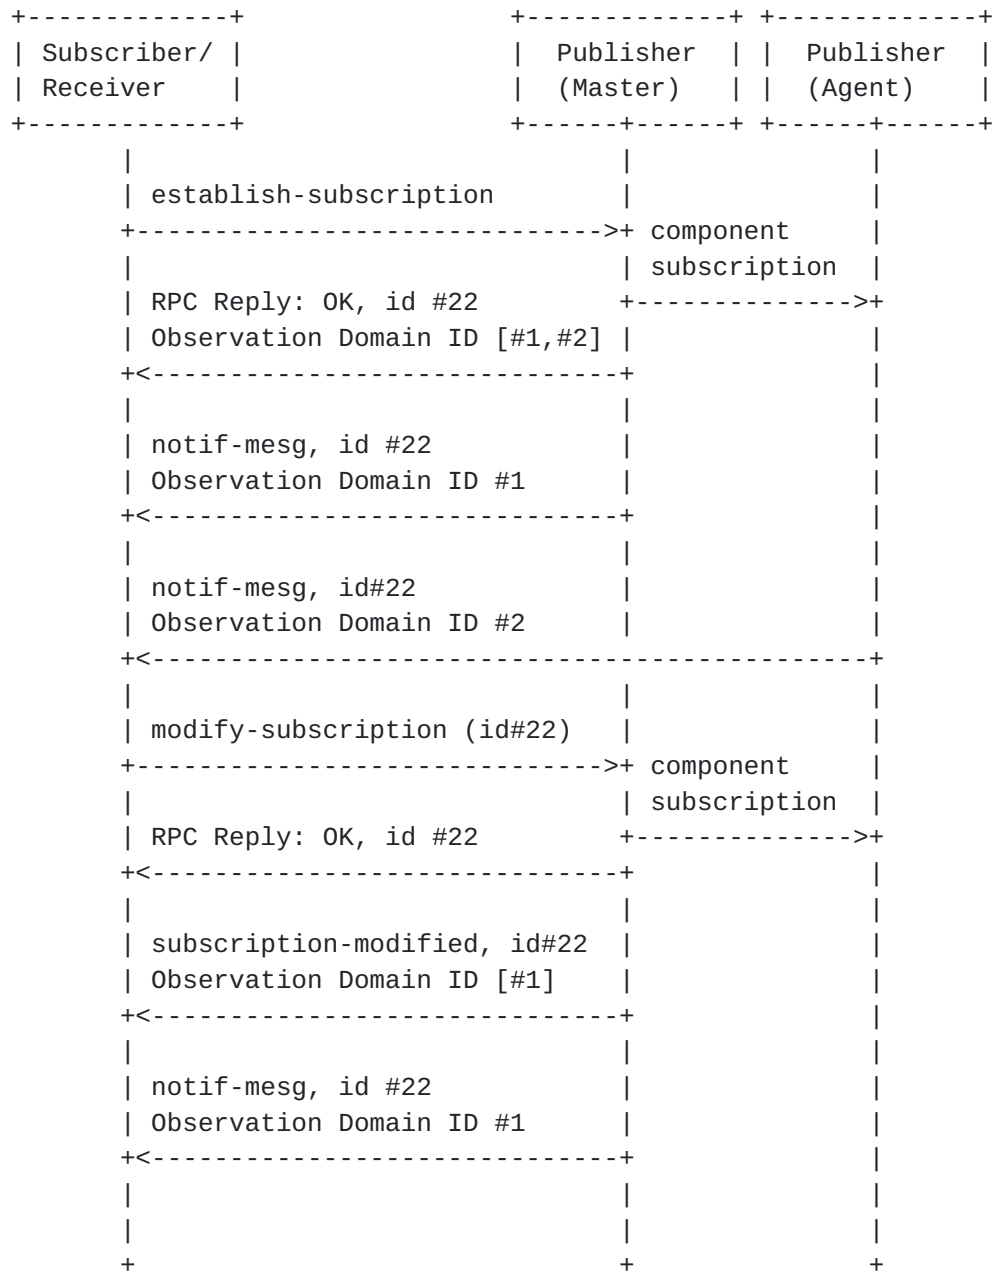 Subscriber/ Publisher Publisher
Receiver (Master) (Agent)
establish-subscription
component
subscription
RPC Reply: OK, id #22
Observation Domain ID [#1,#2]
notif-mesg, id #22
Observation Domain ID #1
notif-mesg, id#22
Observation Domain ID #2
modify-subscription (id#22)
component
subscription
RPC Reply: OK, id #22
subscription-modified, id#22
Observation Domain ID [#1]
notif-mesg, id #22
Observation Domain ID #1